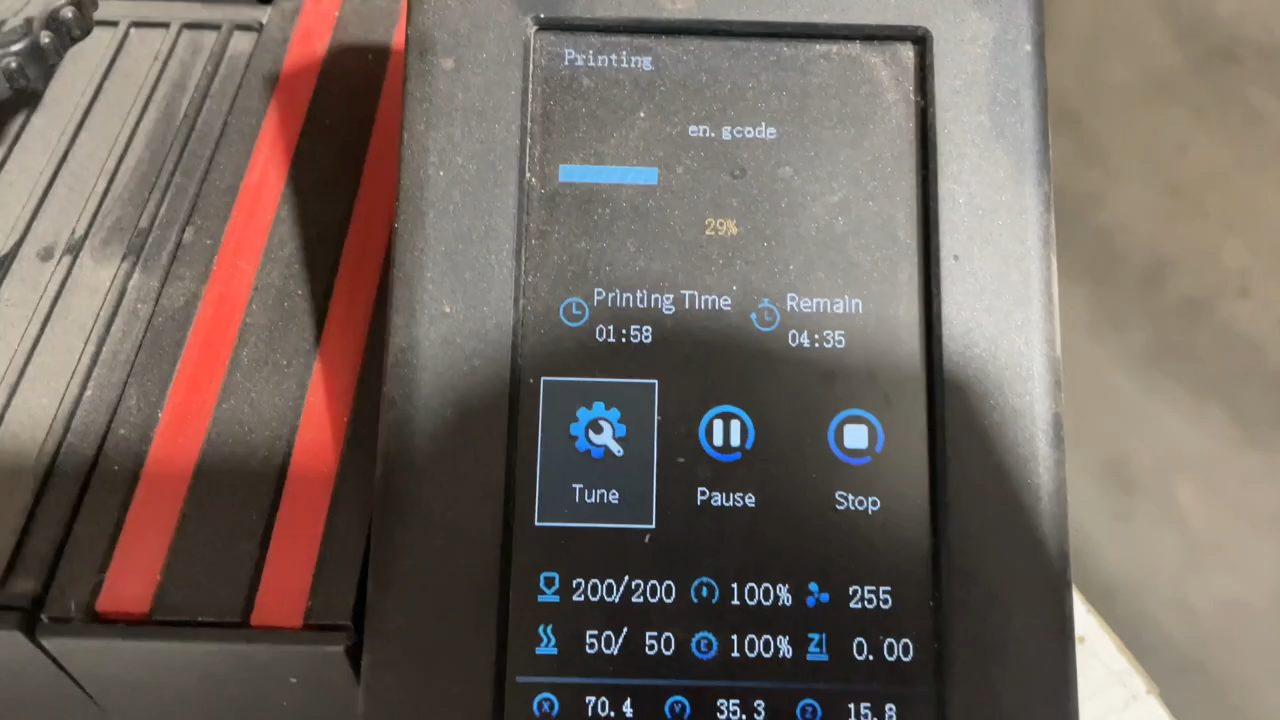 Printing
en.gcode
29%
Printing Time Remain
01:58 04:35
Tune Pause Stop
200/200 100% 255
50/ 50 E 100% Z 0.00
X 70.4 Y 35.3 Z 15.8